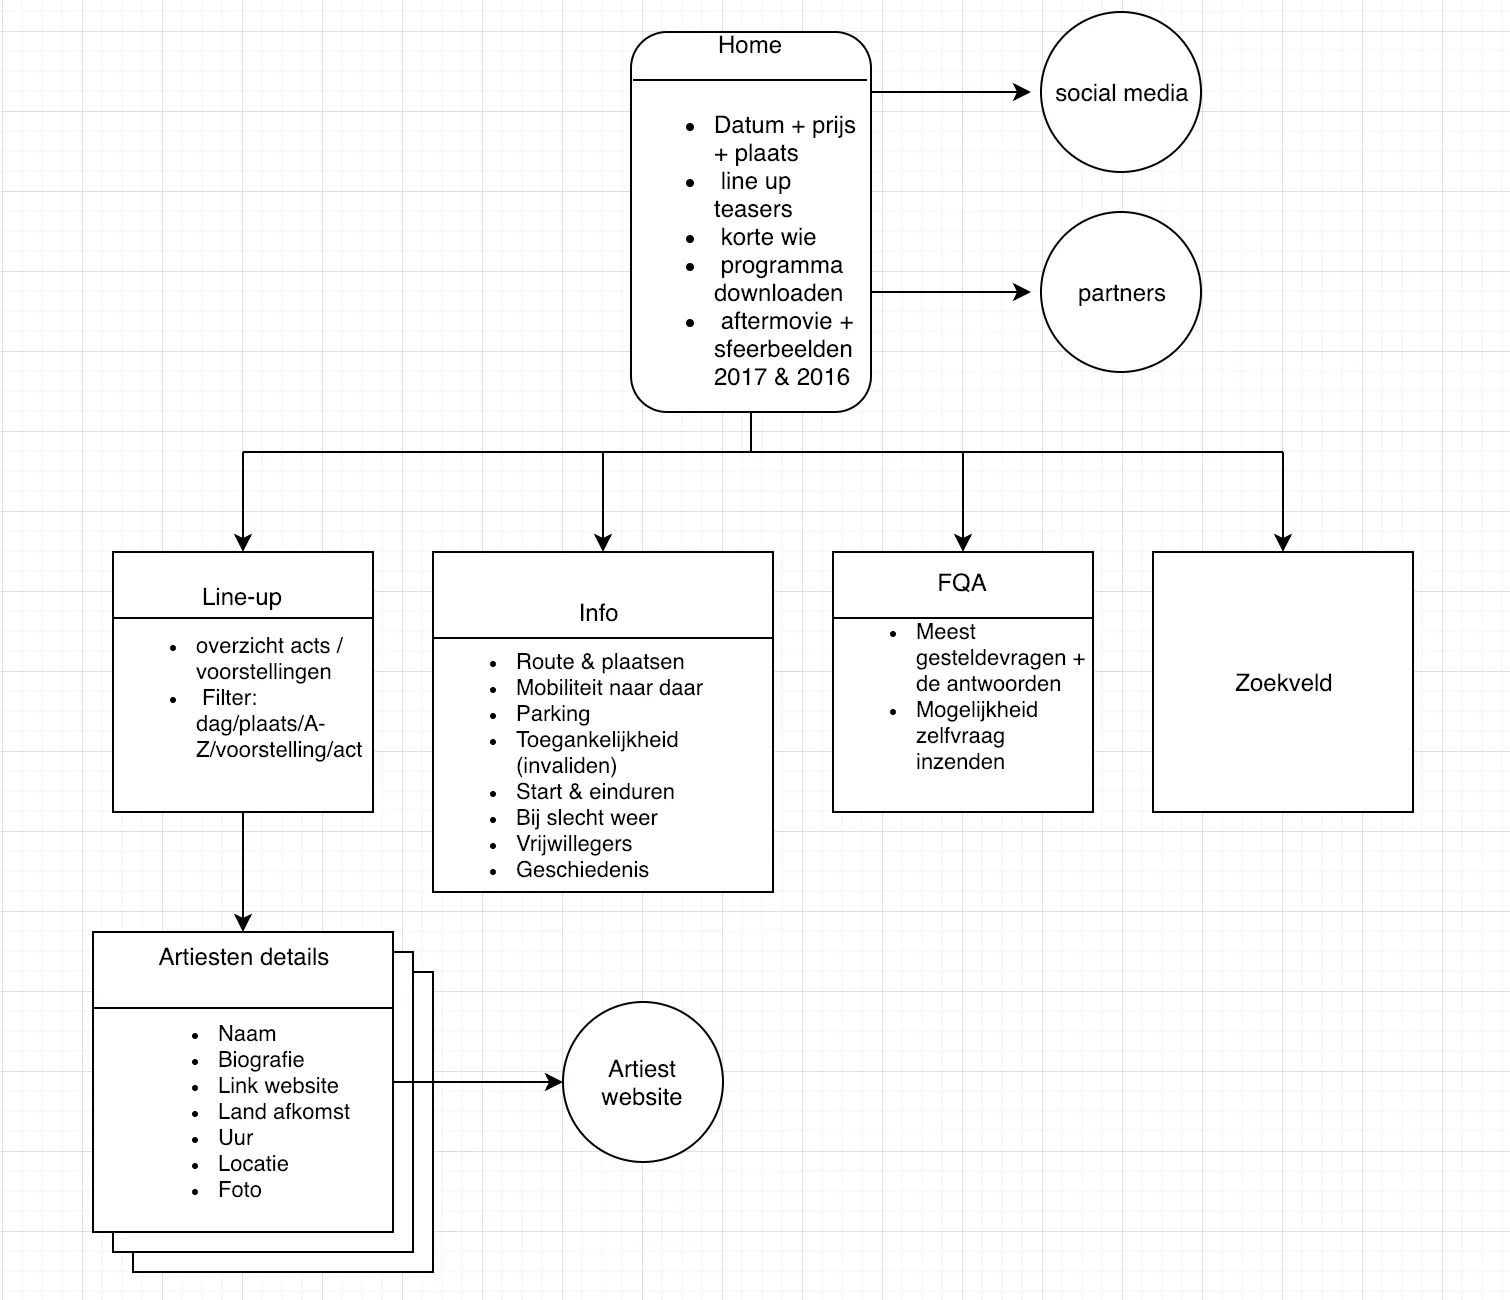 Home
• Datum + prijs
+ plaats
• line up
teasers
• korte wie
• programma
downloaden
• aftermovie +
sfeerbeelden
2017 & 2016
social media
partners
Line-up
• overzicht acts /
voorstellingen
• Filter:
dag/plaats/A-
Z/voorstelling/act
Info
• Route & plaatsen
• Mobiliteit naar daar
• Parking
• Toegankelijkheid
(invaliden)
• Start & einduren
• Bij slecht weer
• Vrijwillegers
• Geschiedenis
FQA
• Meest
gesteldevragen +
de antwoorden
• Mogelijkheid
zelfvraag
inzenden
Zoekveld
Artiesten details
• Naam
• Biografie
• Link website
• Land afkomst
• Uur
• Locatie
• Foto
Artiest
website